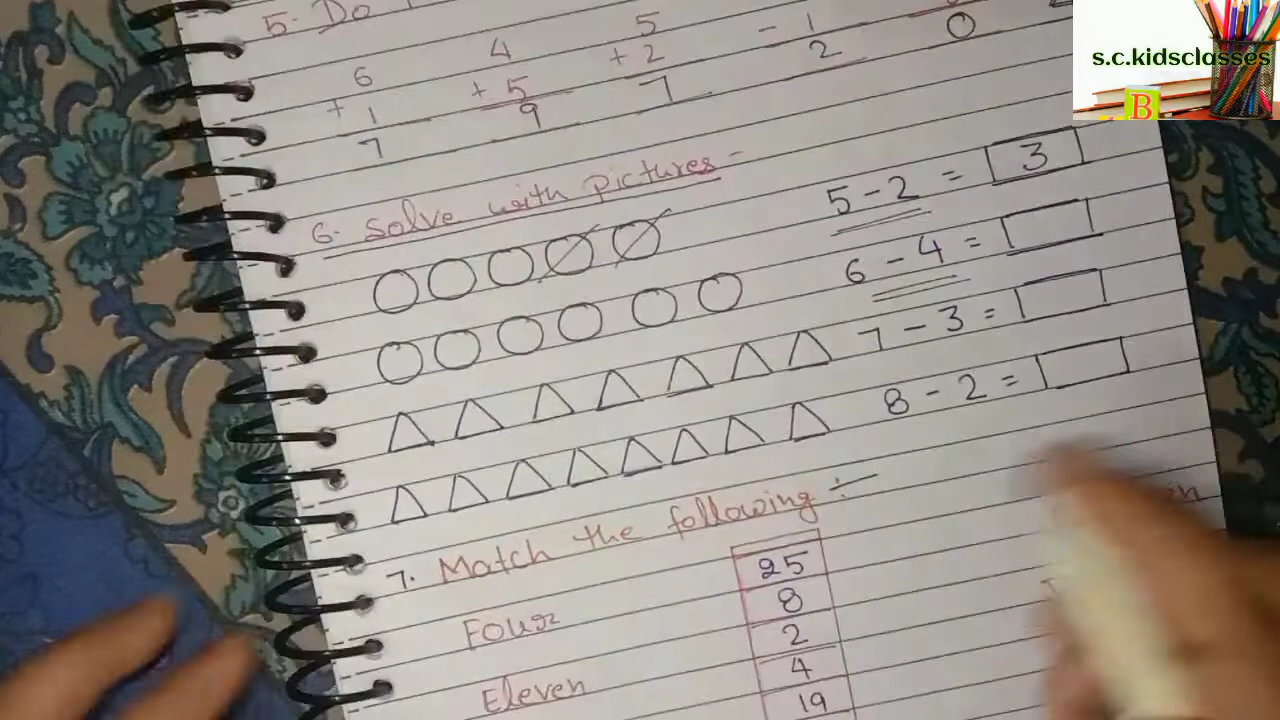 5. Do
6 4 5
+ 1 + 5 + 2 - 1
7 9 7 2 0
6. Solve with pictures -
5 - 2 = 3
6 - 4 =
7 - 3 =
8 - 2 =
7. Match the following ÷
25
Four 8
2
Eleven 4
19
s.c.kidsclasses
B